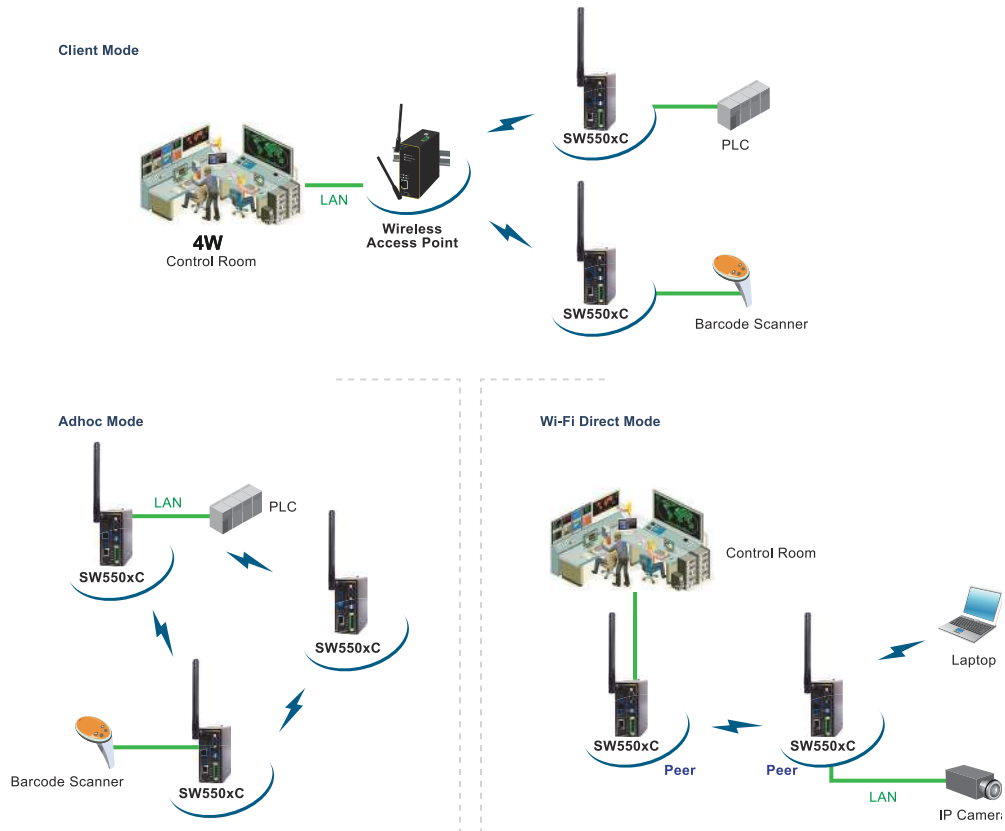 Client Mode
SW550xC
PLC
LAN
4W
Control Room
Wireless
Access Point
SW550xC
Barcode Scanner
Adhoc Mode
LAN
PLC
SW550xC
SW550xC
Barcode Scanner
SW550xC
Wi-Fi Direct Mode
Control Room
Laptop
SW550xC
Peer
SW550xC
Peer
LAN
IP Camera